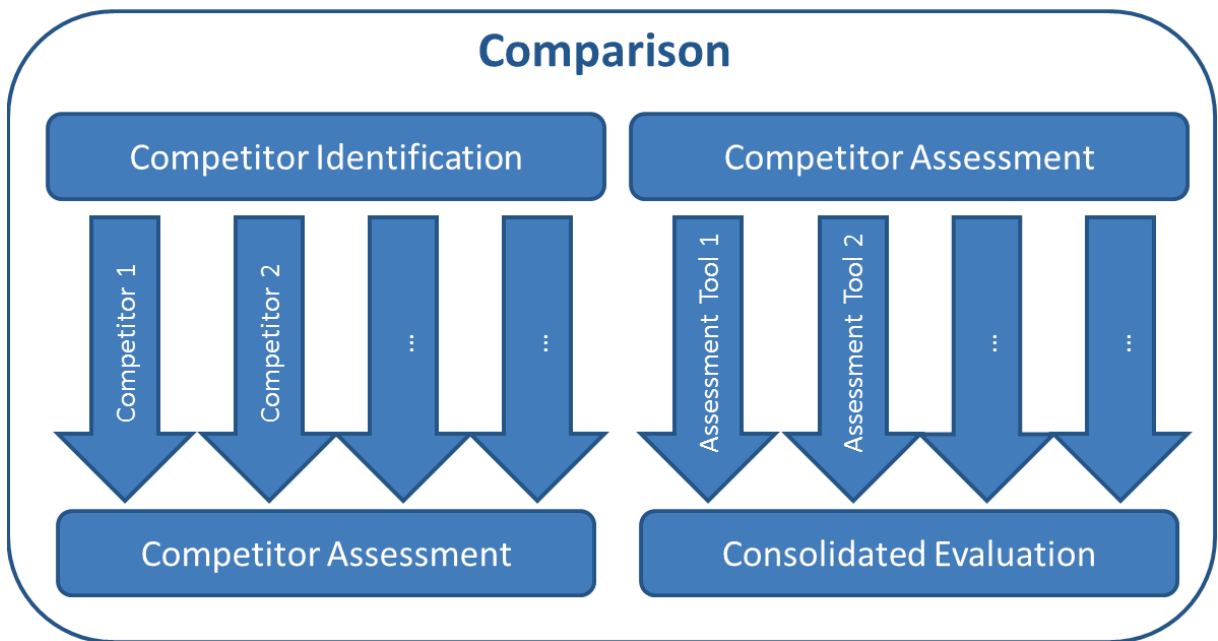 Comparison
Competitor Identification
Competitor Assessment
Competitor 1
Competitor 2
...
...
Assessment Tool 1
Assessment Tool 2
...
...
Competitor Assessment
Consolidated Evaluation